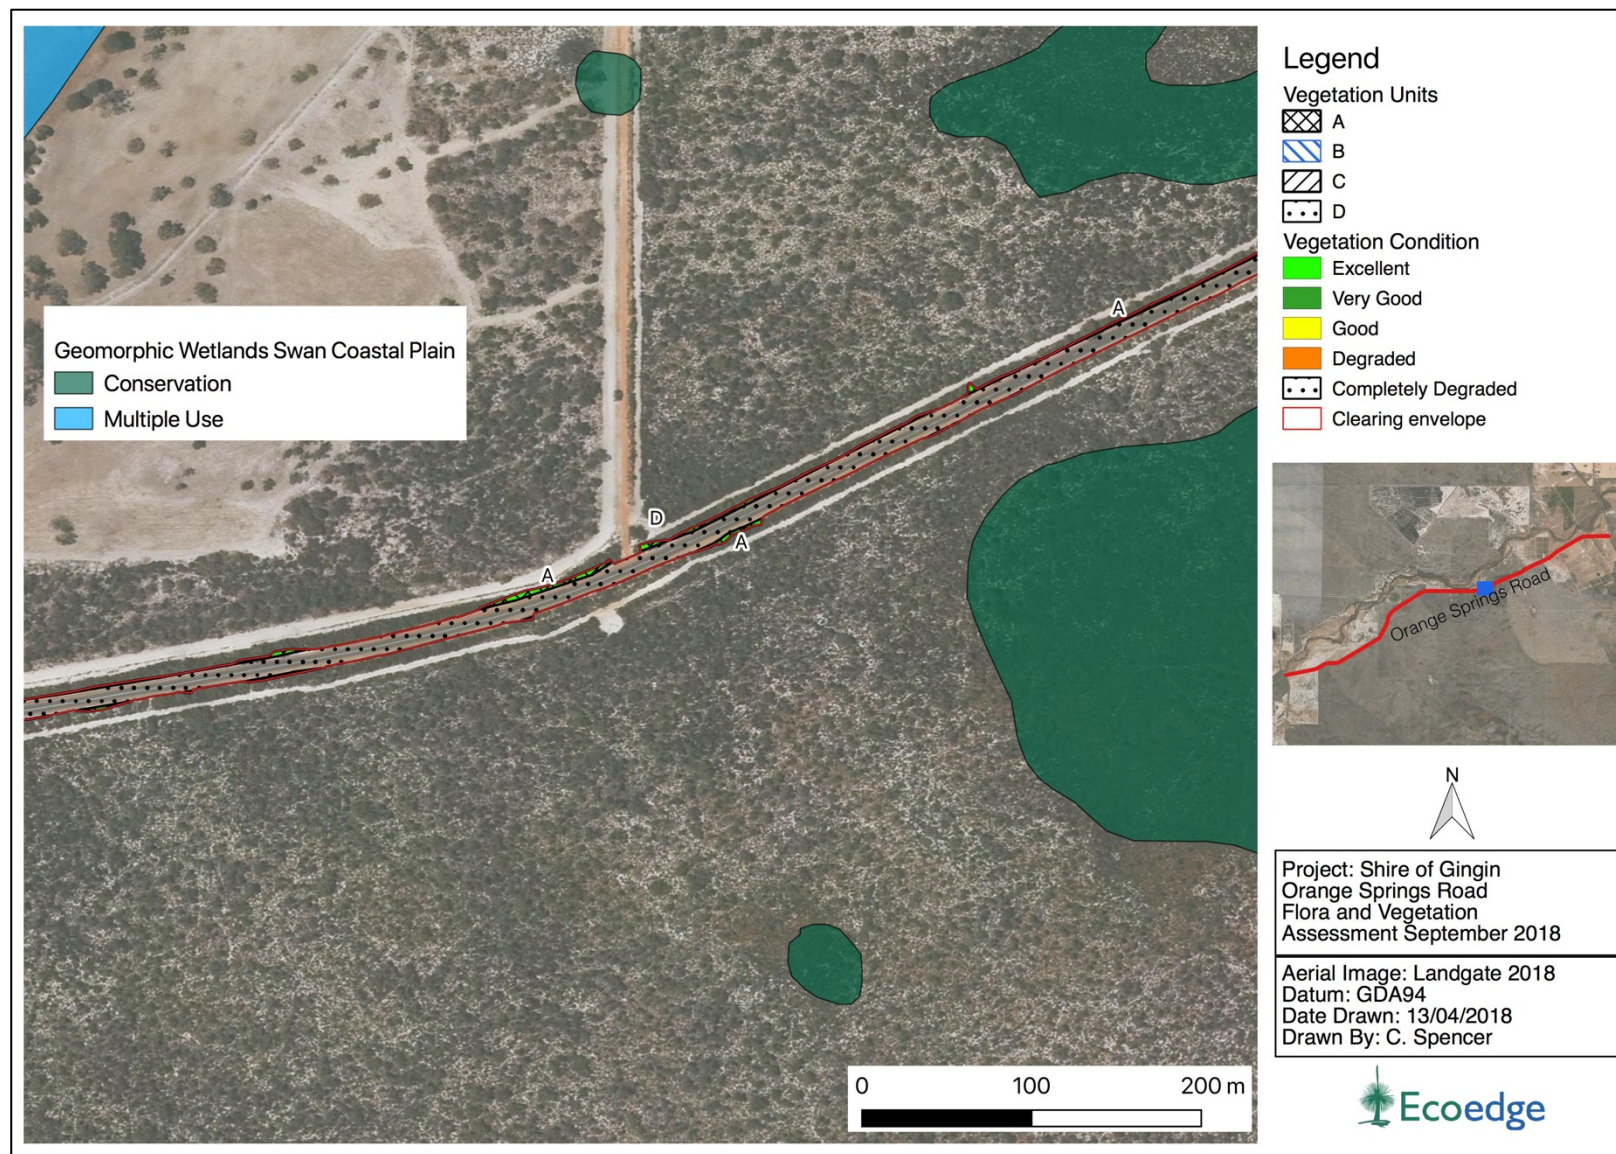 Legend
Vegetation Units
A
B
C
D
Vegetation Condition
Excellent
Very Good
Good
Degraded
Completely Degraded
Clearing envelope
Geomorphic Wetlands Swan Coastal Plain
Conservation
Multiple Use
A
D
A
A
Orange Springs Road
N
Project: Shire of Gingin
Orange Springs Road
Flora and Vegetation
Assessment September 2018
Aerial Image: Landgate 2018
Datum: GDA94
Date Drawn: 13/04/2018
Drawn By: C. Spencer
0 100 200 m
Ecoedge